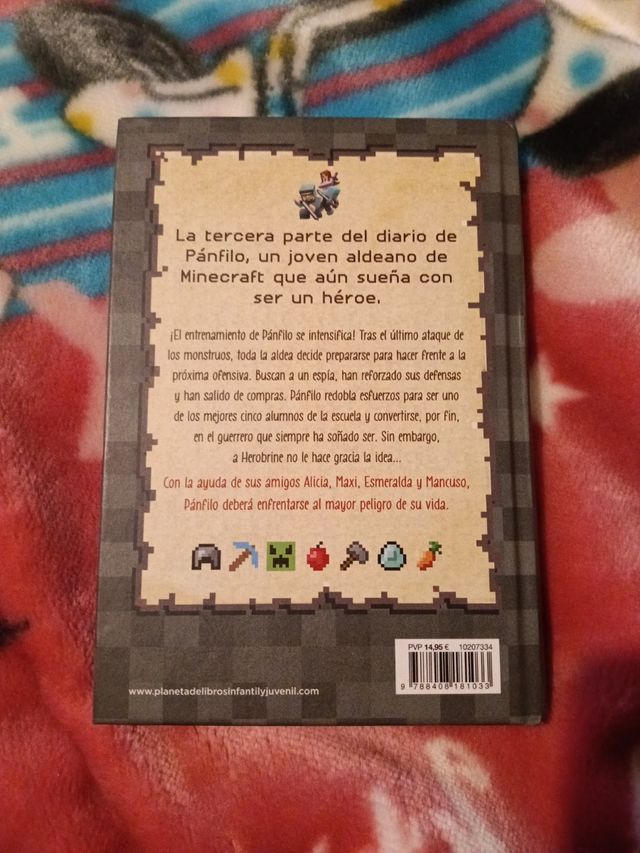 La tercera parte del diario de
Pánfilo, un joven aldeano de
Minecraft que aún sueña con
ser un héroe.
¡El entrenamiento de Pánfilo se intensifica! Tras el último ataque de
los monstruos, toda la aldea decide prepararse para hacer frente a la
próxima ofensiva. Buscan a un espía, han reforzado sus defensas
y han salido de compras. Pánfilo redobla esfuerzos para ser uno
de los mejores cinco alumnos de la escuela y convertirse, por fin,
en el guerrero que siempre ha soñado ser. Sin embargo,
a Herobrine no le hace gracia la idea...
Con la ayuda de sus amigos Alicia, Maxi, Esmeralda y Mancuso,
Pánfilo deberá enfrentarse al mayor peligro de su vida.
PVP 14,95 € 10207334
9 788408 181033
www.planetadelibrosinfantilyjuvenil.com